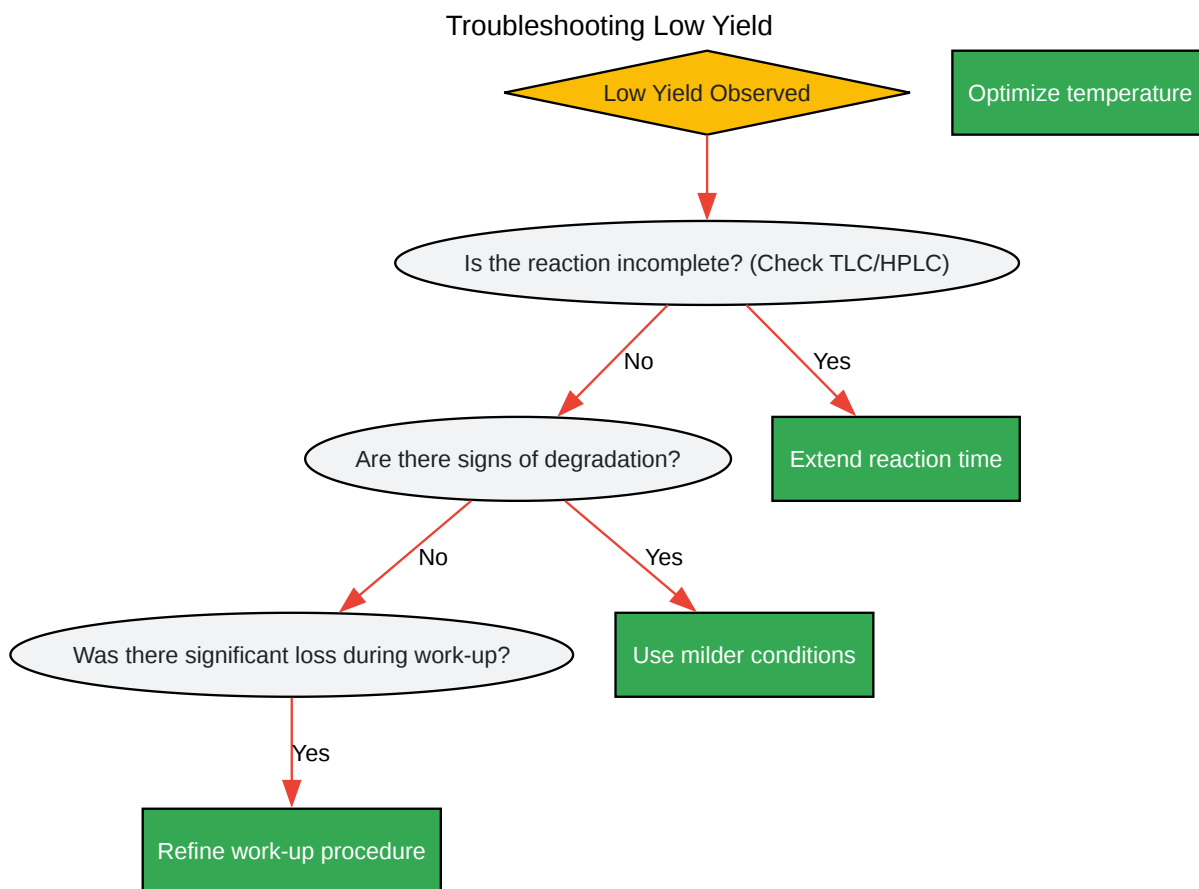 Troubleshooting Low Yield
Low Yield Observed
Optimize temperature
Is the reaction incomplete? (Check TLC/HPLC)
No
Yes
Are there signs of degradation?
Extend reaction time
No
Yes
Was there significant loss during work-up?
Use milder conditions
Yes
Refine work-up procedure